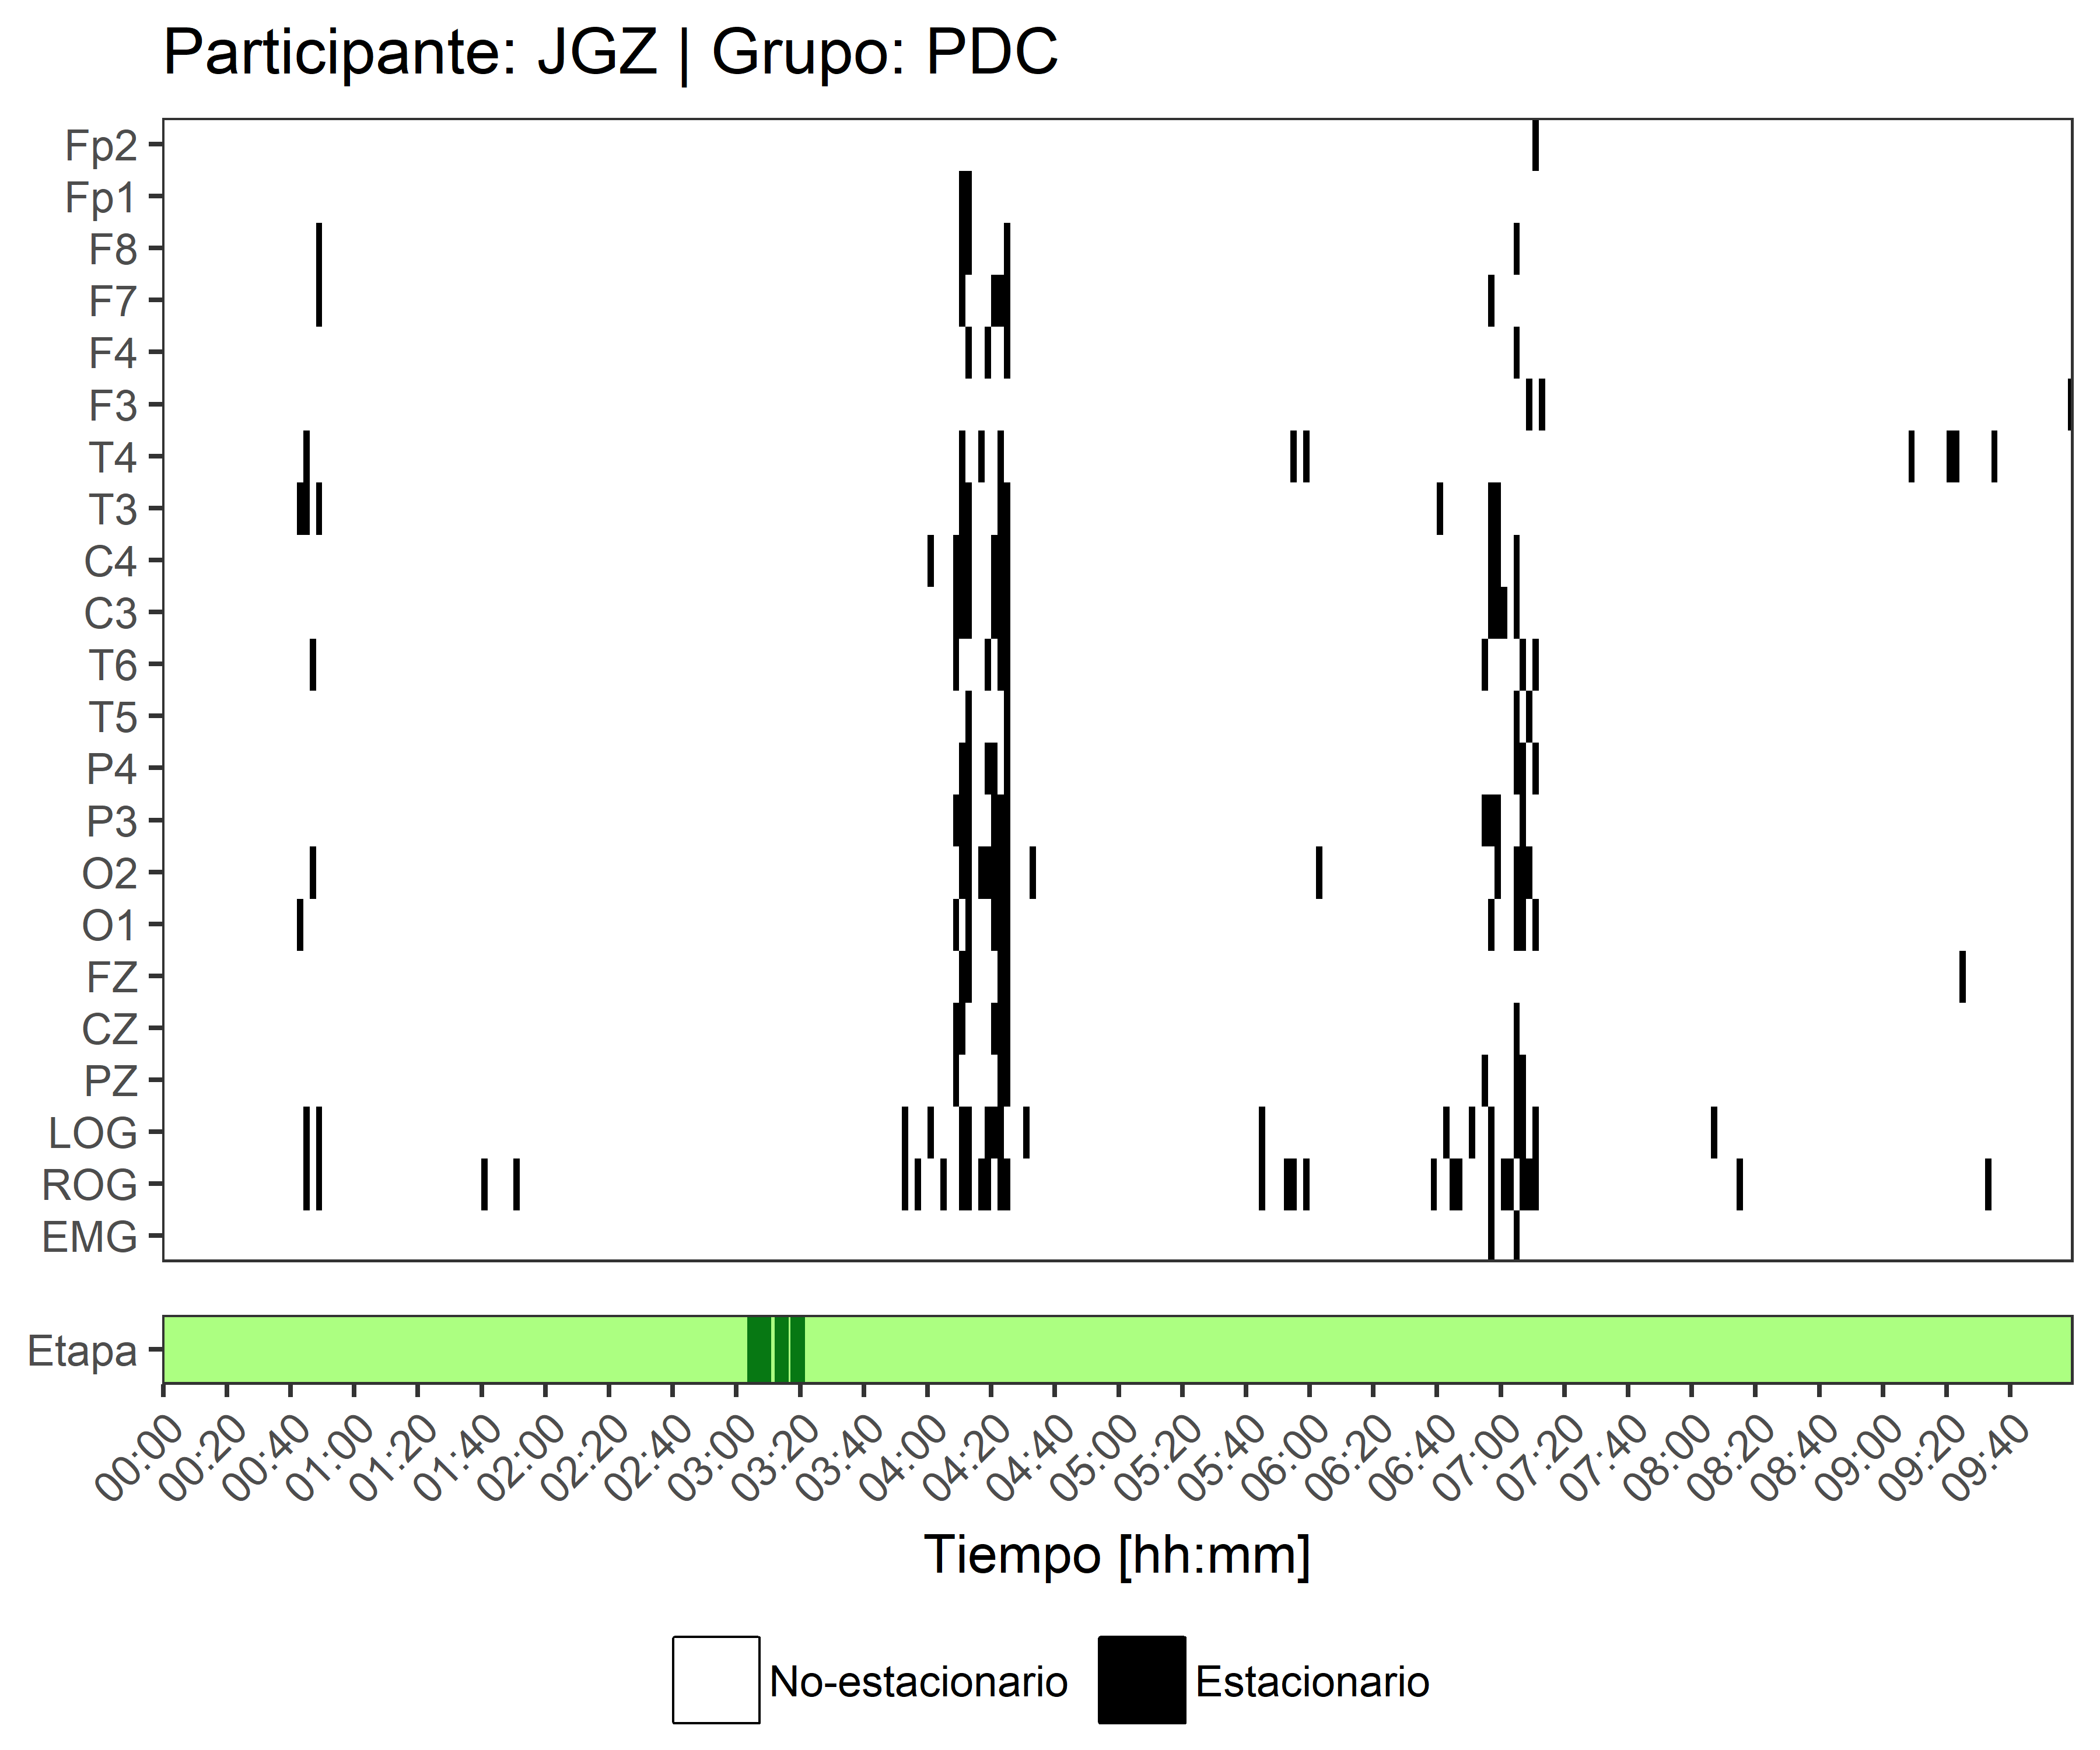 Participante: JGZ | Grupo: PDC
Fp2
Fp1
F8
F7
F4
F3
T4
T3
C4
C3
T6
T5
P4
P3
O2
O1
FZ
CZ
PZ
LOG
ROG
EMG
Etapa
00:00
00:20
00:40
01:00
01:20
01:40
02:00
02:20
02:40
03:00
03:20
03:40
04:00
04:20
04:40
05:00
05:20
05:40
06:00
06:20
06:40
07:00
07:20
07:40
08:00
08:20
08:40
09:00
09:20
09:40
Tiempo [hh:mm]
No-estacionario
Estacionario